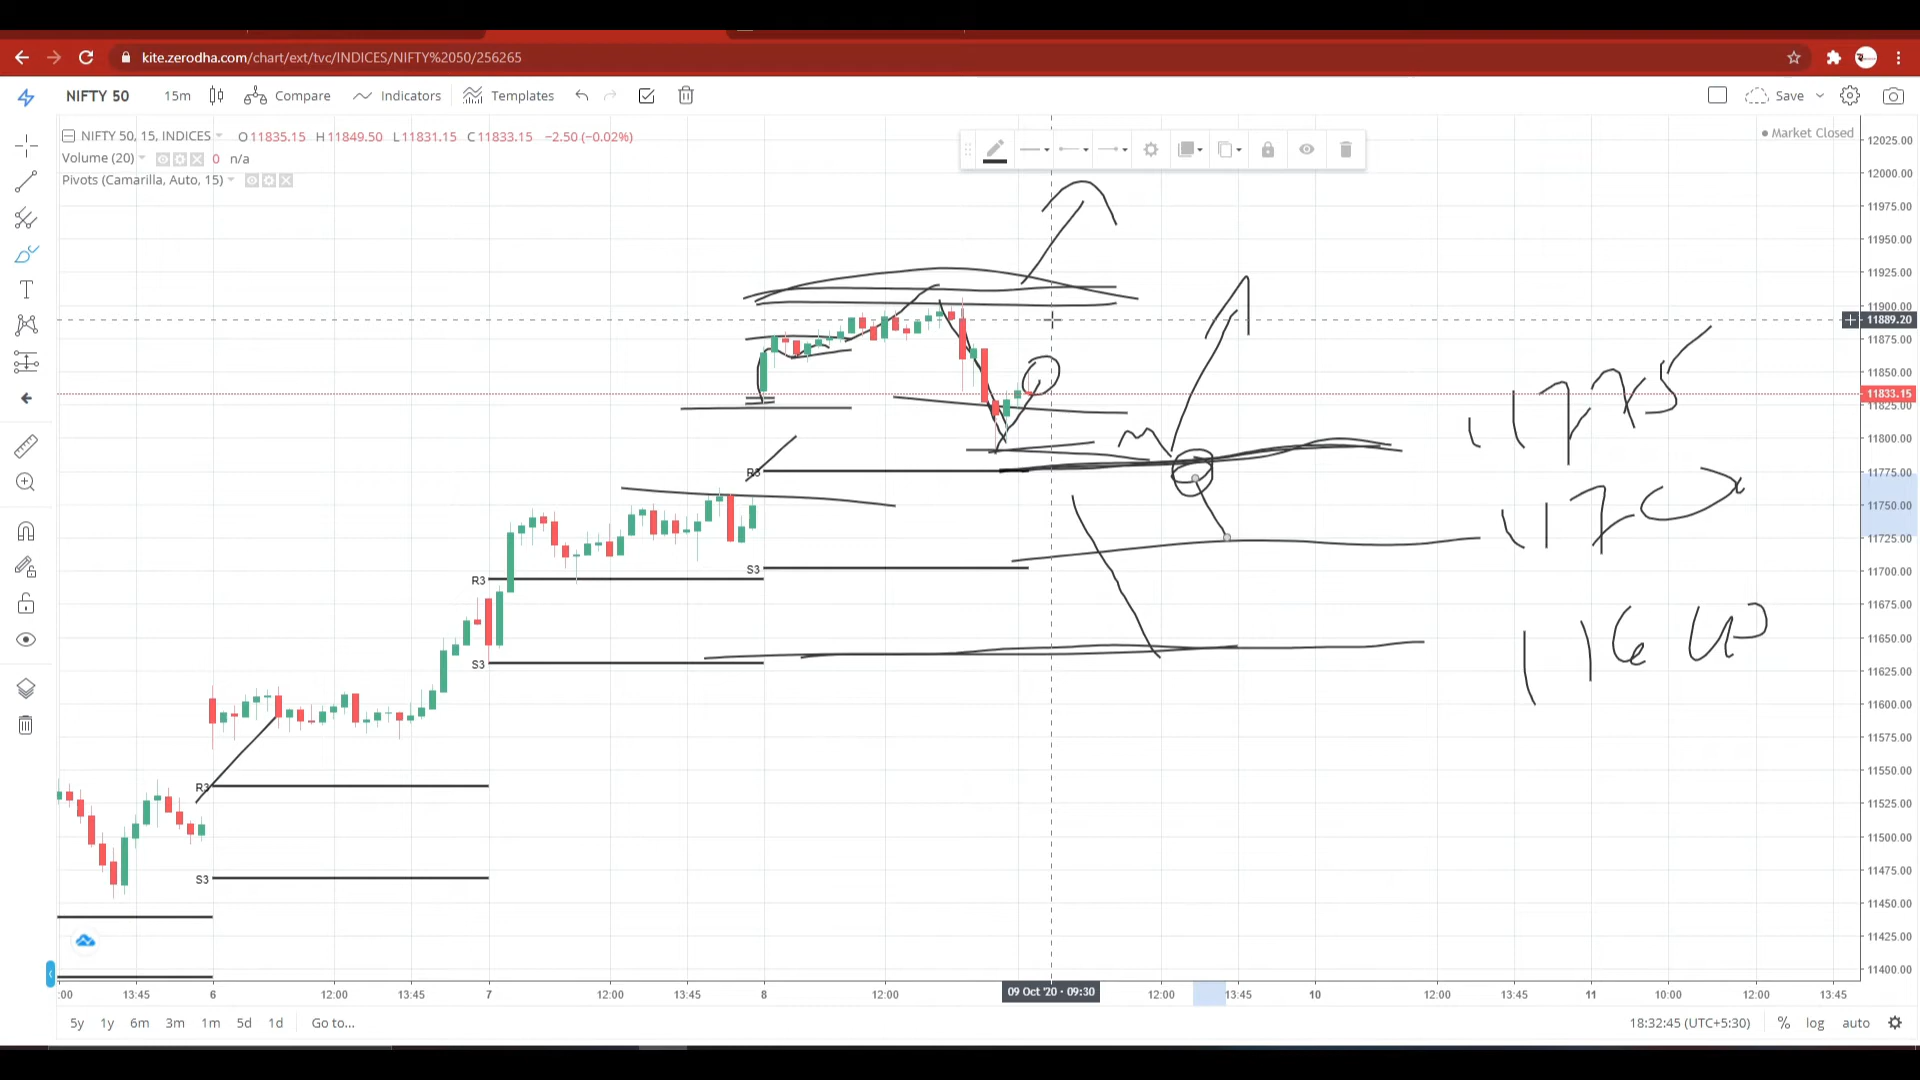 kite.zerodha.com/chart/ext/tvc/INDICES/NIFTY%2050/256265
NIFTY 50 15m Compare Indicators Templates Save
NIFTY 50, 15, INDICES O11835.15 H11849.50 L11831.15 C11833.15 −2.50 (−0.02%)
Market Closed
Volume (20) 0 n/a
Pivots (Camarilla, Auto, 15)
12025.00
12000.00
11975.00
11950.00
11925.00
11900.00
11889.20
11875.00
11850.00
11833.15
11825.00
11800.00
11775.00
11750.00
11725.00
11700.00
11675.00
11650.00
11625.00
11600.00
11575.00
11550.00
11525.00
11500.00
11475.00
11450.00
11425.00
11400.00
11775
1170
116
R3
S3
R3
S3
R3
S3
:00 13:45 6 12:00 13:45 7 12:00 13:45 8 12:00 09 Oct '20 · 09:30 12:00 13:45 10 12:00 13:45 11 10:00 12:00 13:45
5y 1y 6m 3m 1m 5d 1d Go to... 18:32:45 (UTC+5:30) % log auto